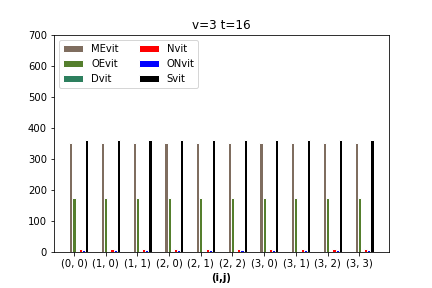 v=3 t=16
700
600
500
400
300
200
100
0
MEvit
OEvit
Dvit
Nvit
ONvit
Svit
(0, 0) (1, 0) (1, 1) (2, 0) (2, 1) (2, 2) (3, 0) (3, 1) (3, 2) (3, 3)
(i,j)